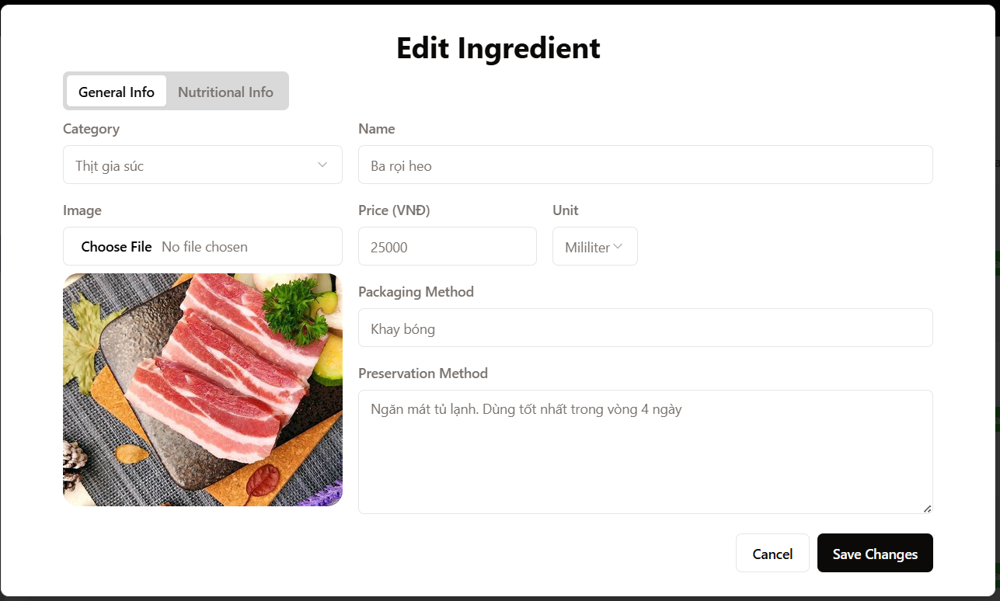 Edit Ingredient
General Info Nutritional Info
Category
Thịt gia súc
Name
Ba rọi heo
Image
Choose File No file chosen
Price (VNĐ)
25000
Unit
Mililiter
Packaging Method
Khay bóng
Preservation Method
Ngăn mát tủ lạnh. Dùng tốt nhất trong vòng 4 ngày
Cancel Save Changes